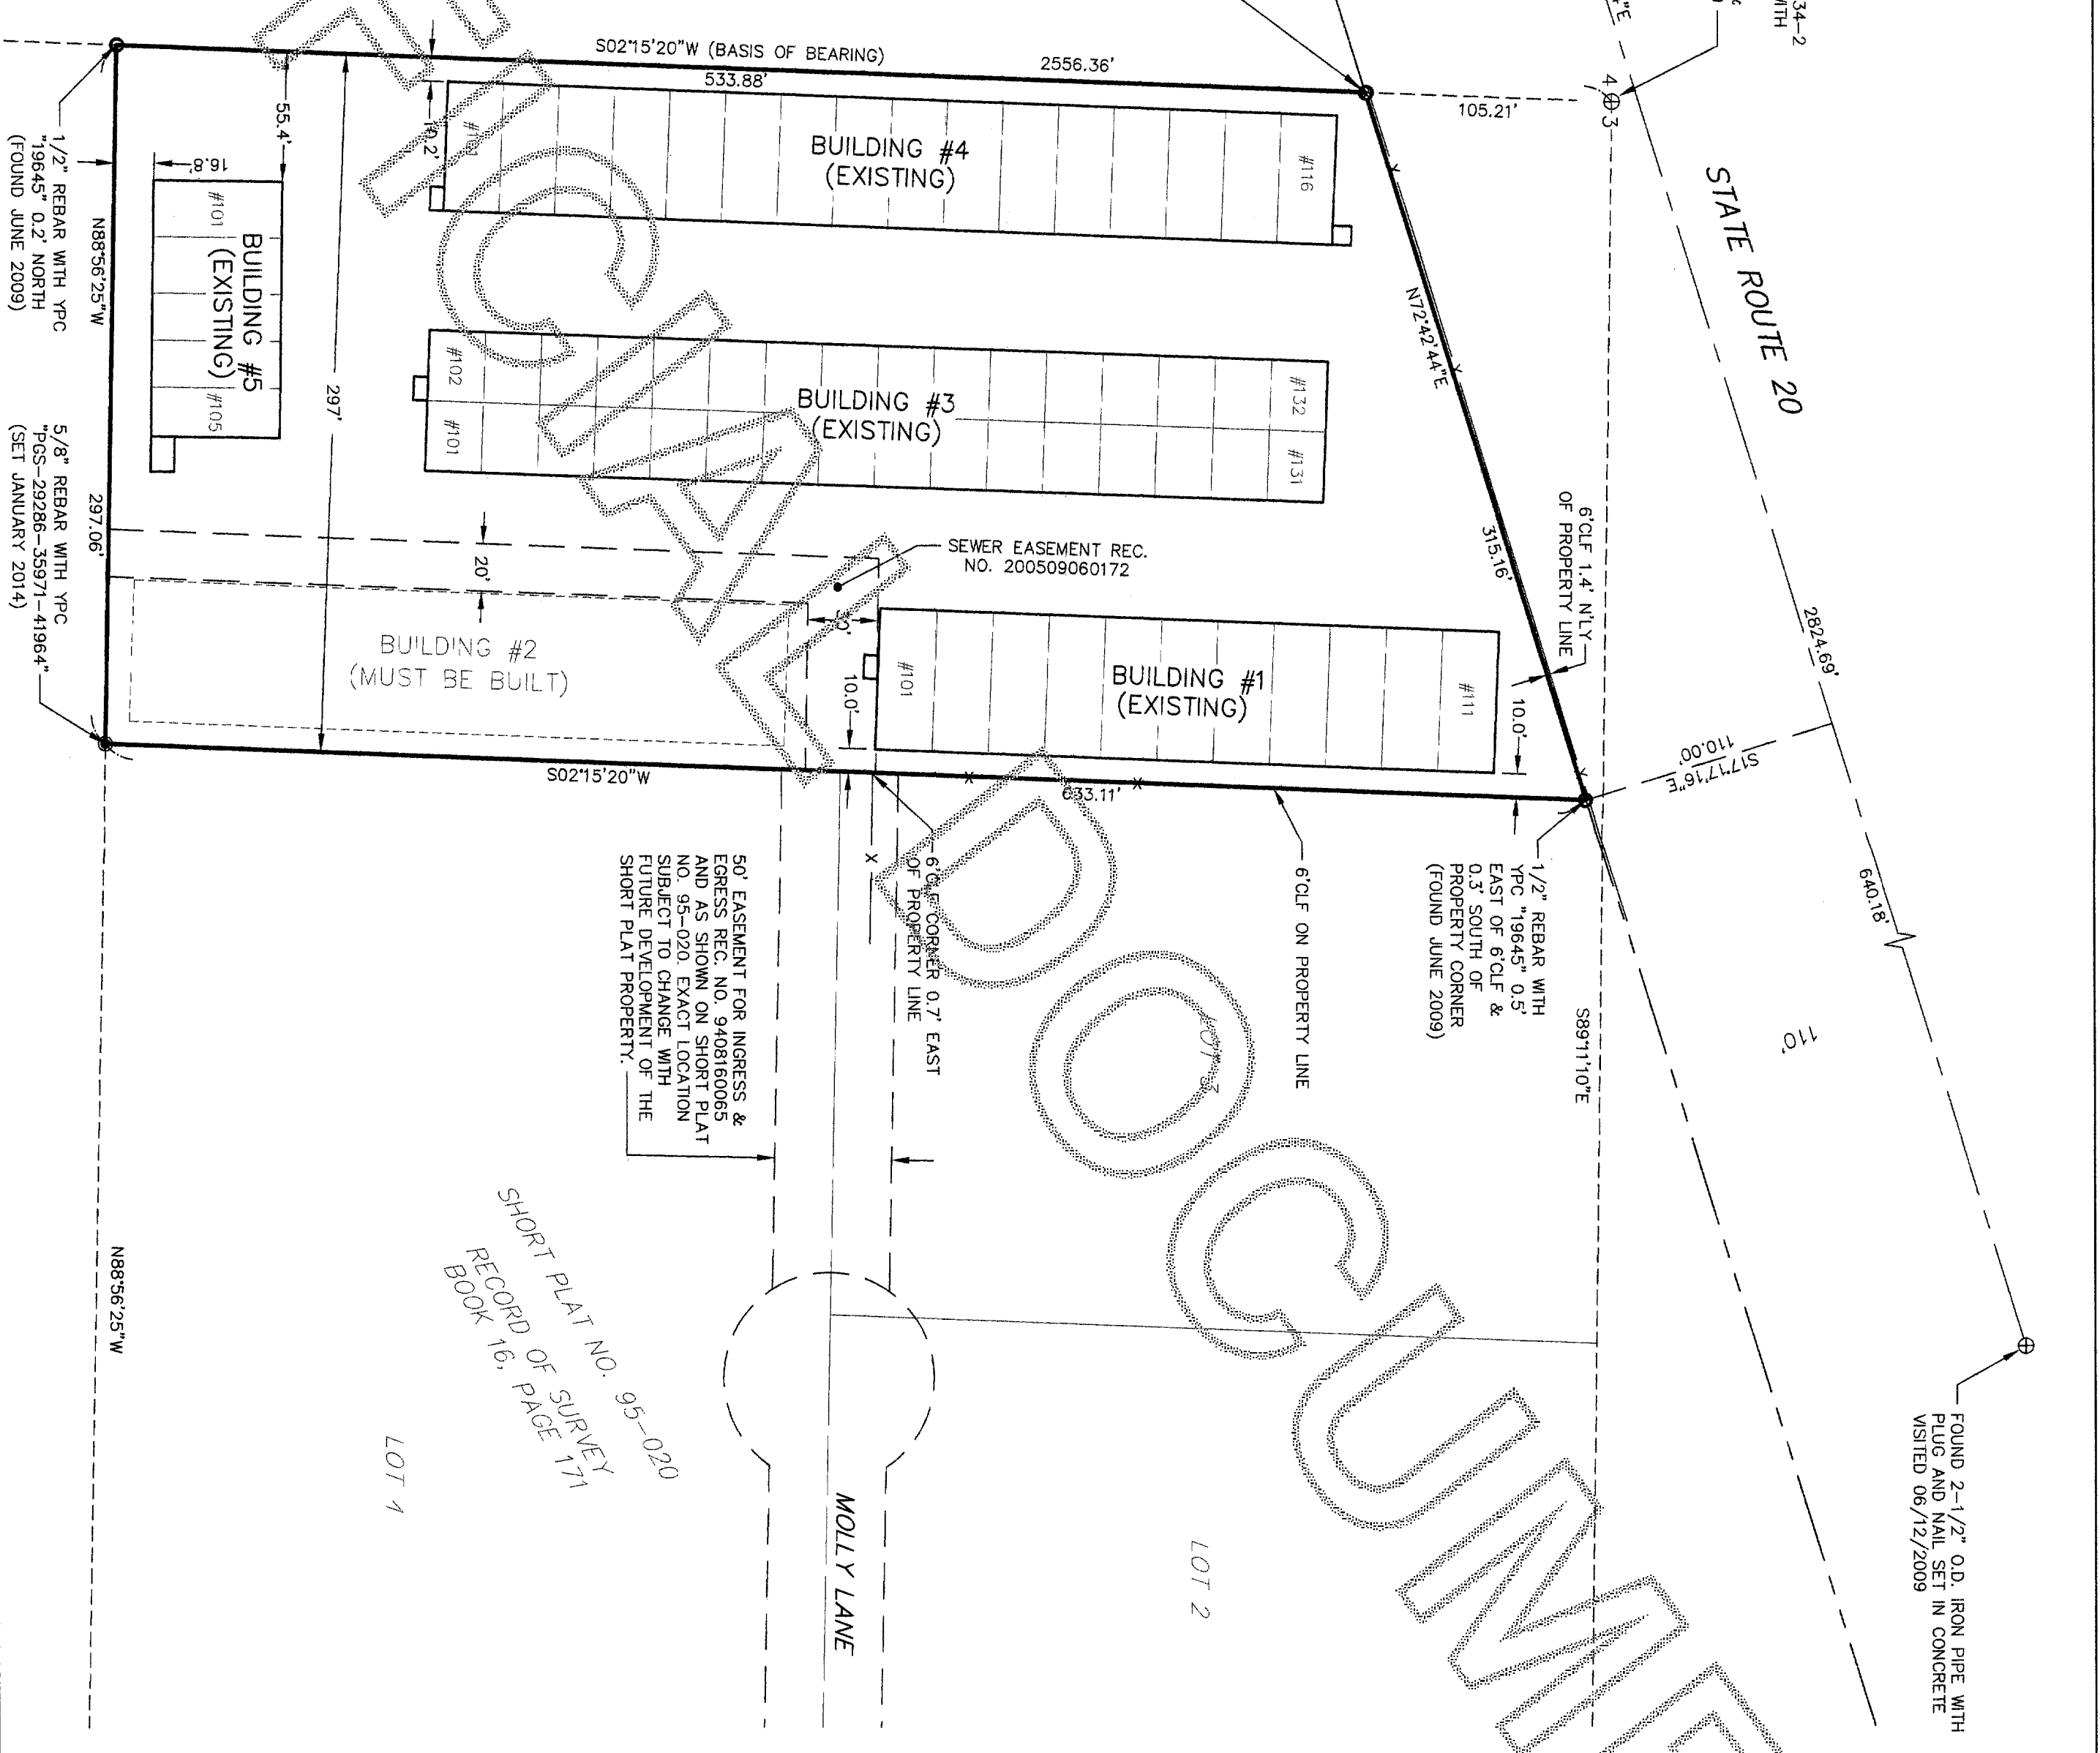 34-2
WITH
4"E
4
3
STATE ROUTE 20
S02°15'20"W (BASIS OF BEARING)
2556.36'
533.88'
105.21'
BUILDING #4
(EXISTING)
#101
#116
10.2'
55.4'
16.8'
#101
BUILDING #5
(EXISTING)
#105
1/2" REBAR WITH YPC
"19645" 0.2' NORTH
(FOUND JUNE 2009)
N88°56'25"W
297.06'
5/8" REBAR WITH YPC
"PGS-29286-35971-41964"
(SET JANUARY 2014)
297'
#102
#101
BUILDING #3
(EXISTING)
#132
#131
N72°42'44"E
315.16'
6'CLF 1.4' N'LY
OF PROPERTY LINE
2824.69'
S17°17'16"E
110.00'
640.18'
110'
SEWER EASEMENT REC.
NO. 200509060172
20'
30'
BUILDING #2
(MUST BE BUILT)
#101
BUILDING #1
(EXISTING)
#111
10.0'
10.0'
S02°15'20"W
633.11'
6'CLF CORNER 0.7' EAST
OF PROPERTY LINE
6'CLF ON PROPERTY LINE
1/2" REBAR WITH
YPC "19645" 0.5'
EAST OF 6'CLF &
0.3' SOUTH OF
PROPERTY CORNER
(FOUND JUNE 2009)
S89°11'10"E
50' EASEMENT FOR INGRESS &
EGRESS REC. NO. 9408160065
AND AS SHOWN ON SHORT PLAT
NO. 95-020. EXACT LOCATION
SUBJECT TO CHANGE WITH
FUTURE DEVELOPMENT OF THE
SHORT PLAT PROPERTY.
LOT 3
SHORT PLAT NO. 95-020
RECORD OF SURVEY
BOOK 16, PAGE 171
N88°56'25"W
LOT 1
MOLLY LANE
LOT 2
FOUND 2-1/2" O.D. IRON PIPE WITH
PLUG AND NAIL SET IN CONCRETE
VISITED 06/12/2009